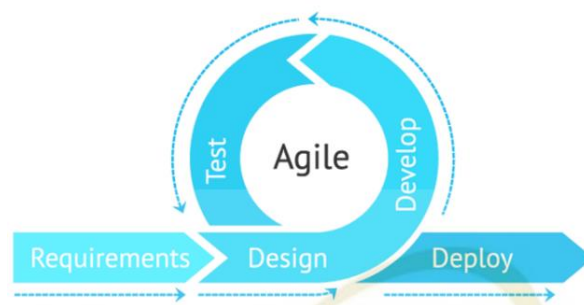 Agile
Test
Develop
Requirements
Design
Deploy